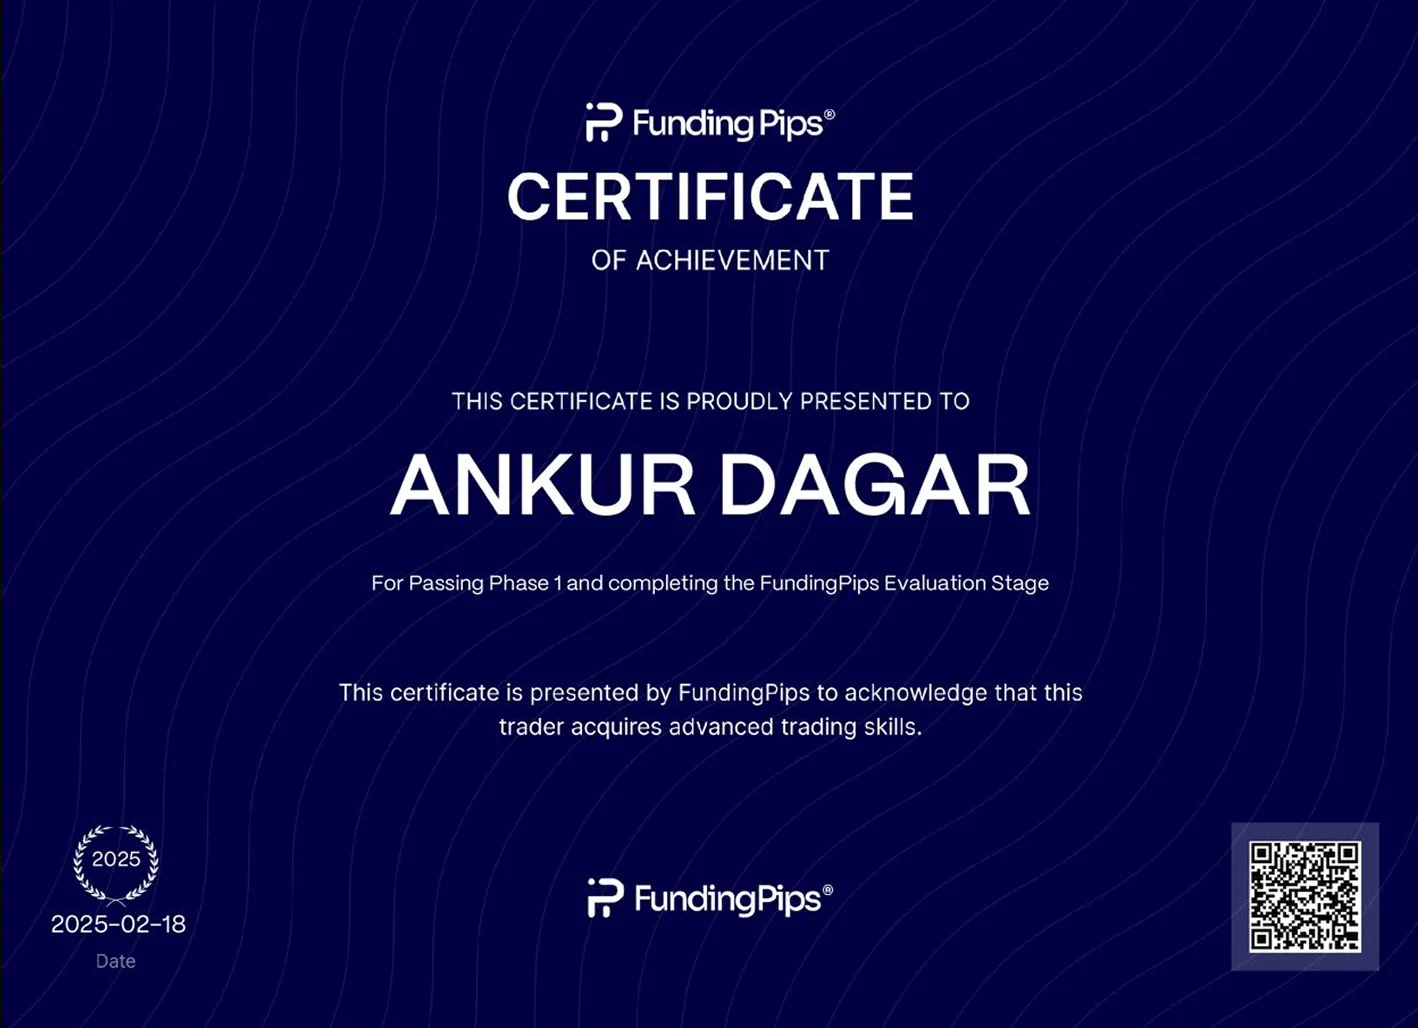 FundingPips®
CERTIFICATE
OF ACHIEVEMENT
THIS CERTIFICATE IS PROUDLY PRESENTED TO
ANKUR DAGAR
For Passing Phase 1 and completing the FundingPips Evaluation Stage
This certificate is presented by FundingPips to acknowledge that this
trader acquires advanced trading skills.
2025
2025-02-18
Date
FundingPips®